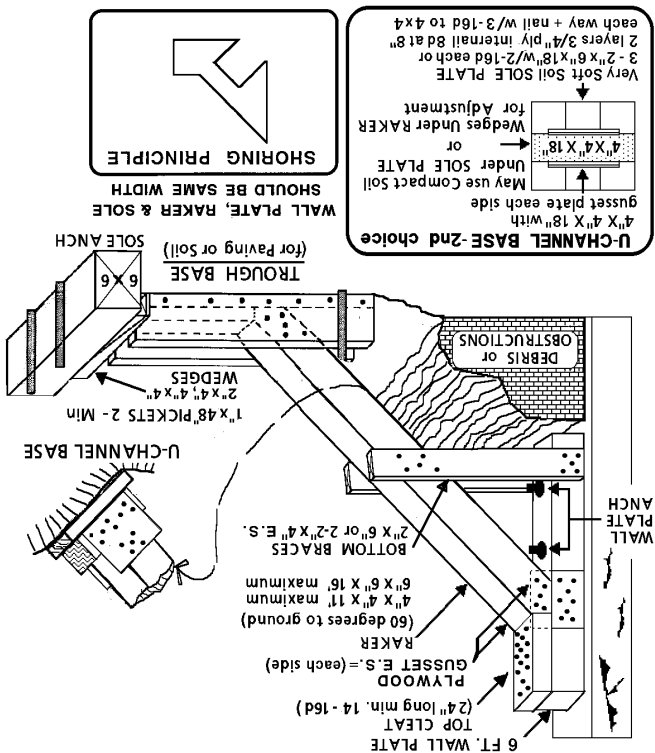 6 FT. WALL PLATE
TOP CLEAT
(24" long min. 14 - 16d)
PLYWOOD
GUSSET E.S.=(each side)
RAKER
(60 degrees to ground)
4" x 4" x 11' maximum
6" x 6" x 16' maximum
BOTTOM BRACES
2" x 6" or 2-2" x 4" E.S.
WALL
PLATE
ANCH
U-CHANNEL BASE
1" x 48" PICKETS 2 - Min
2"x4", 4"x4"
WEDGES
DEBRIS or
OBSTRUCTIONS
6 x 6
SOLE ANCH
TROUGH BASE
(for Paving or Soil)
U-CHANNEL BASE-2nd choice
4" X 4" X 18" with
gusset plate each side
May use Compact Soil
Under SOLE PLATE
or
Wedges Under RAKER
for Adjustment
4" X 4" X 18"
Very Soft Soil SOLE PLATE
3 - 2"x 6"x 18"w/2-16d each or
2 layers 3/4" ply internail 8d at 8"
each way + nail w/3-16d to 4x4
WALL PLATE, RAKER & SOLE
SHOULD BE SAME WIDTH
SHORING PRINCIPLE